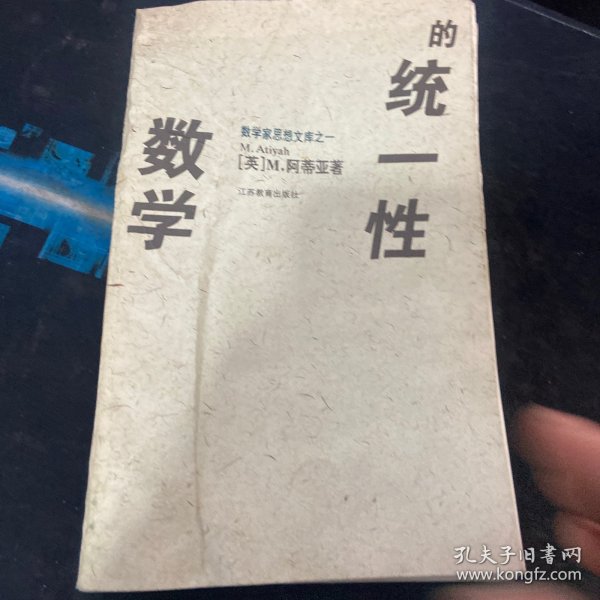 数学
的统一性
数学家思想文库之一
M. Atiyah
[英]M.阿蒂亚著
江苏教育出版社
孔夫子旧书网
www.kongfz.com